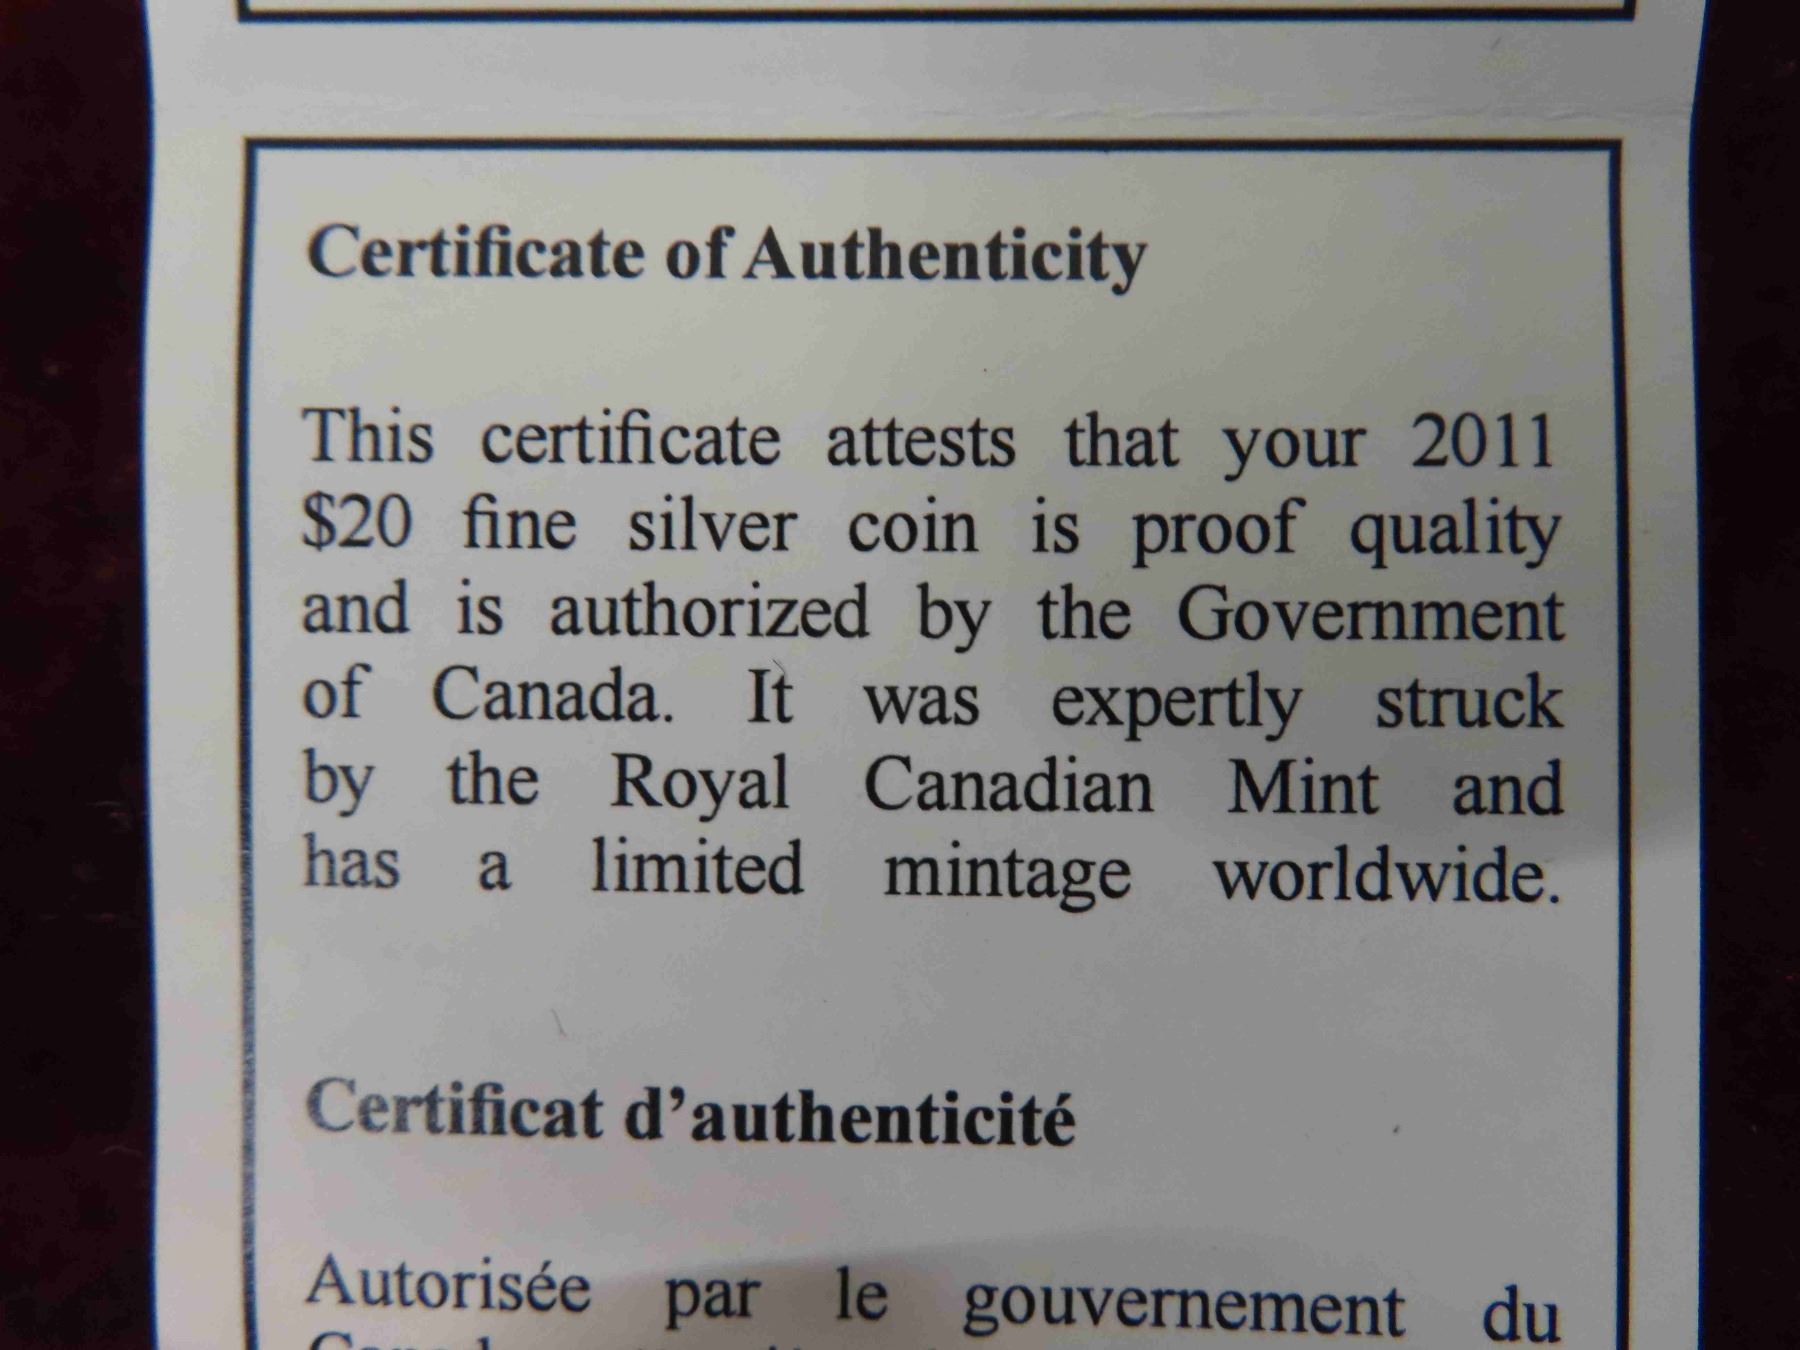 Certificate of Authenticity
This certificate attests that your 2011
$20 fine silver coin is proof quality
and is authorized by the Government
of Canada. It was expertly struck
by the Royal Canadian Mint and
has a limited mintage worldwide.
Certificat d’authenticité
Autorisée par le gouvernement du